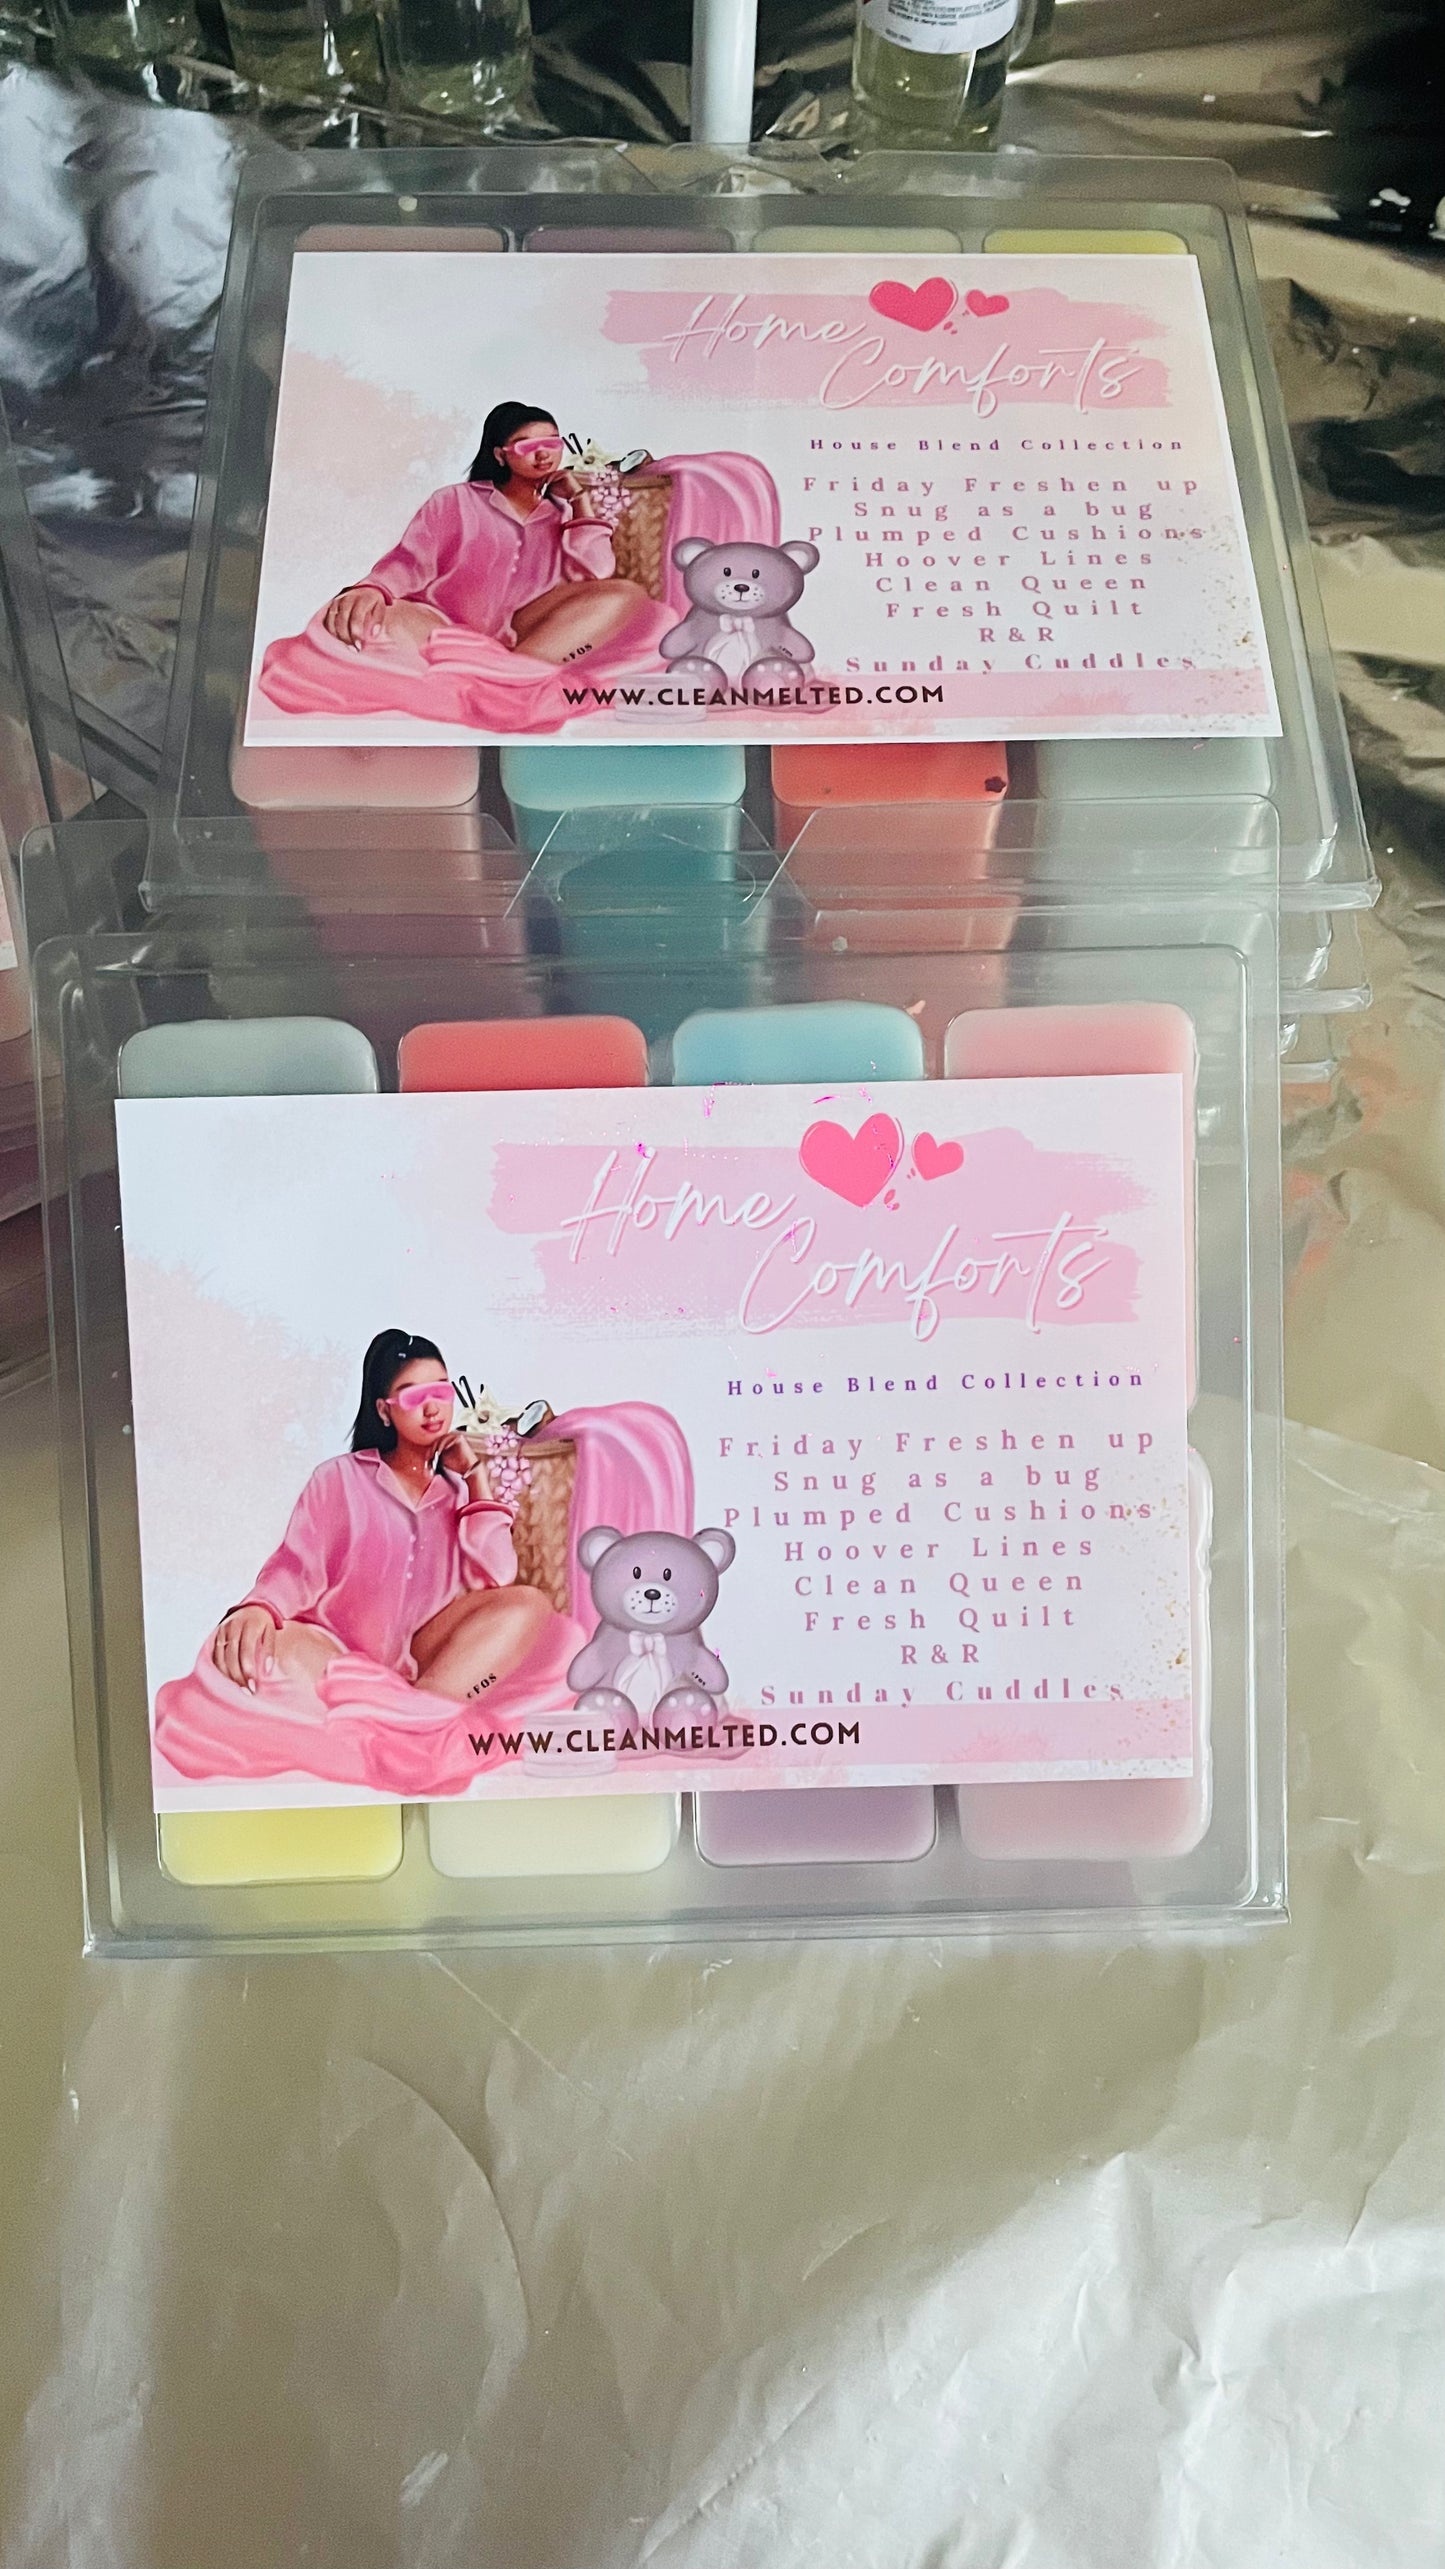 Home
Comforts
House Blend Collection
Friday Freshen up
Snug as a bug
Plumped Cushions
Hoover Lines
Clean Queen
Fresh Quilt
R & R
Sunday Cuddles
©FOS
WWW.CLEANMELTED.COM
Home
Comforts
House Blend Collection
Friday Freshen up
Snug as a bug
Plumped Cushions
Hoover Lines
Clean Queen
Fresh Quilt
R & R
Sunday Cuddles
©FOS
WWW.CLEANMELTED.COM